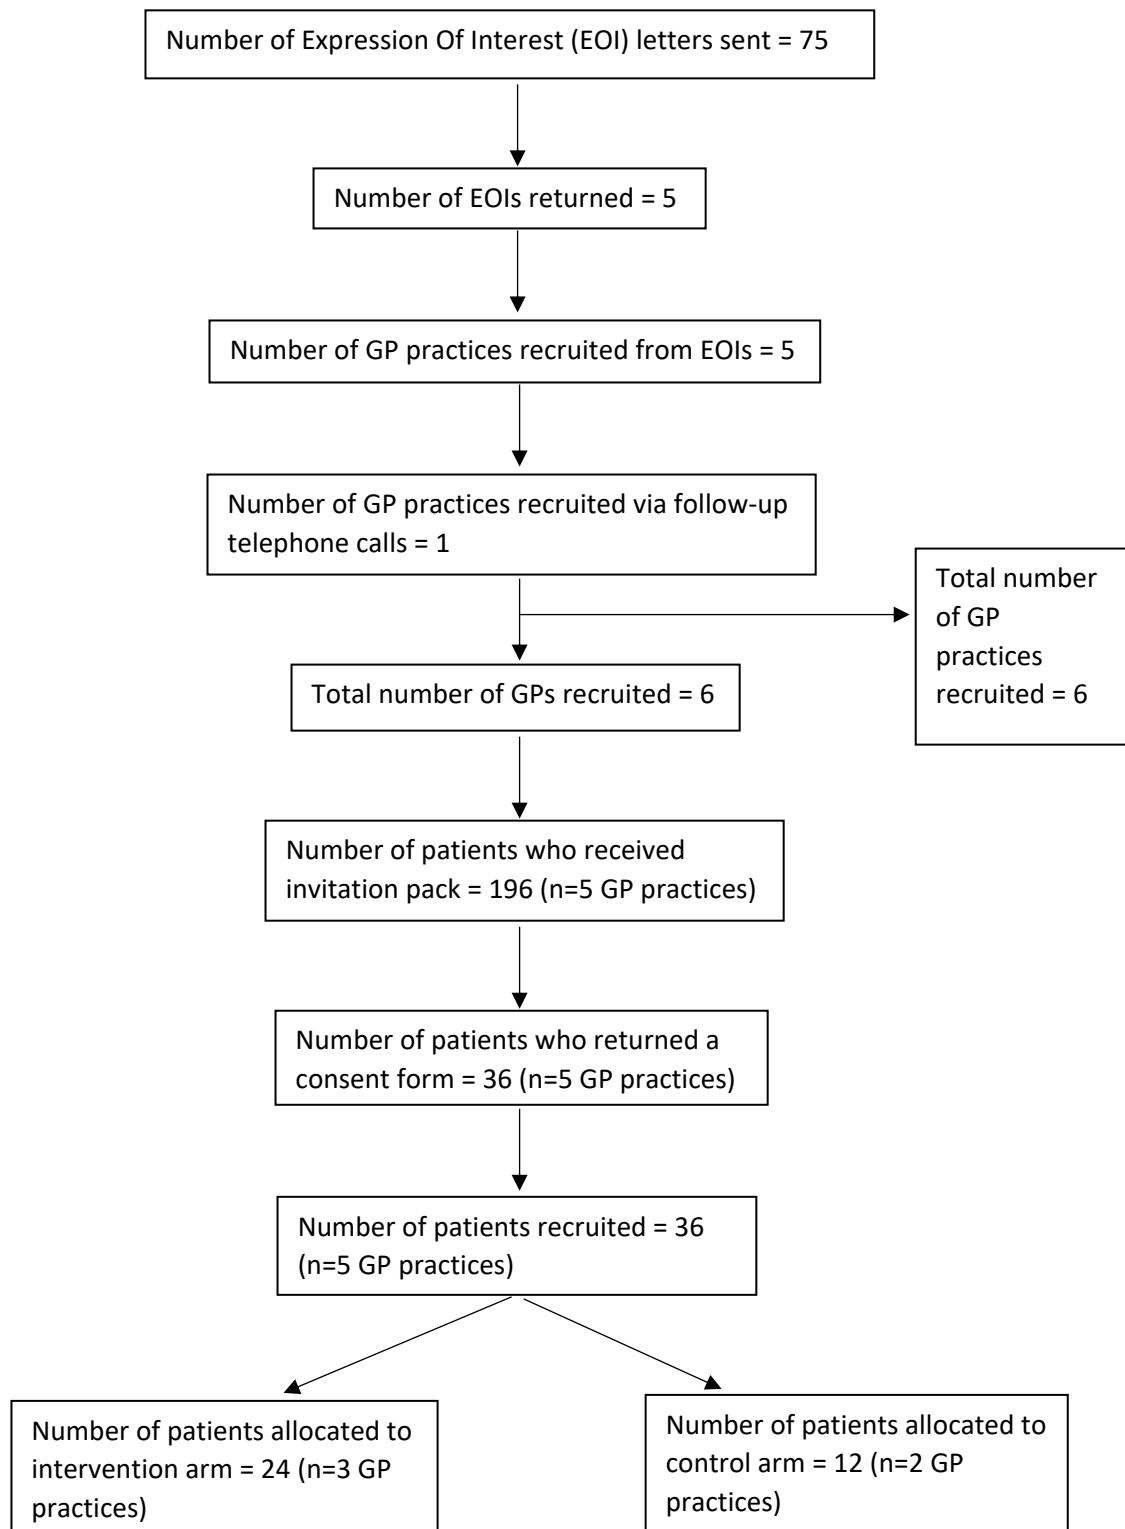 Number of Expression Of Interest (EOI) letters sent = 75
Number of EOIs returned = 5
Number of GP practices recruited from EOIs = 5
Number of GP practices recruited via follow-up
telephone calls = 1
Total number
of GP
practices
recruited = 6
Total number of GPs recruited = 6
Number of patients who received
invitation pack = 196 (n=5 GP practices)
Number of patients who returned a
consent form = 36 (n=5 GP practices)
Number of patients recruited = 36
(n=5 GP practices)
Number of patients allocated to
intervention arm = 24 (n=3 GP
practices)
Number of patients allocated to
control arm = 12 (n=2 GP
practices)